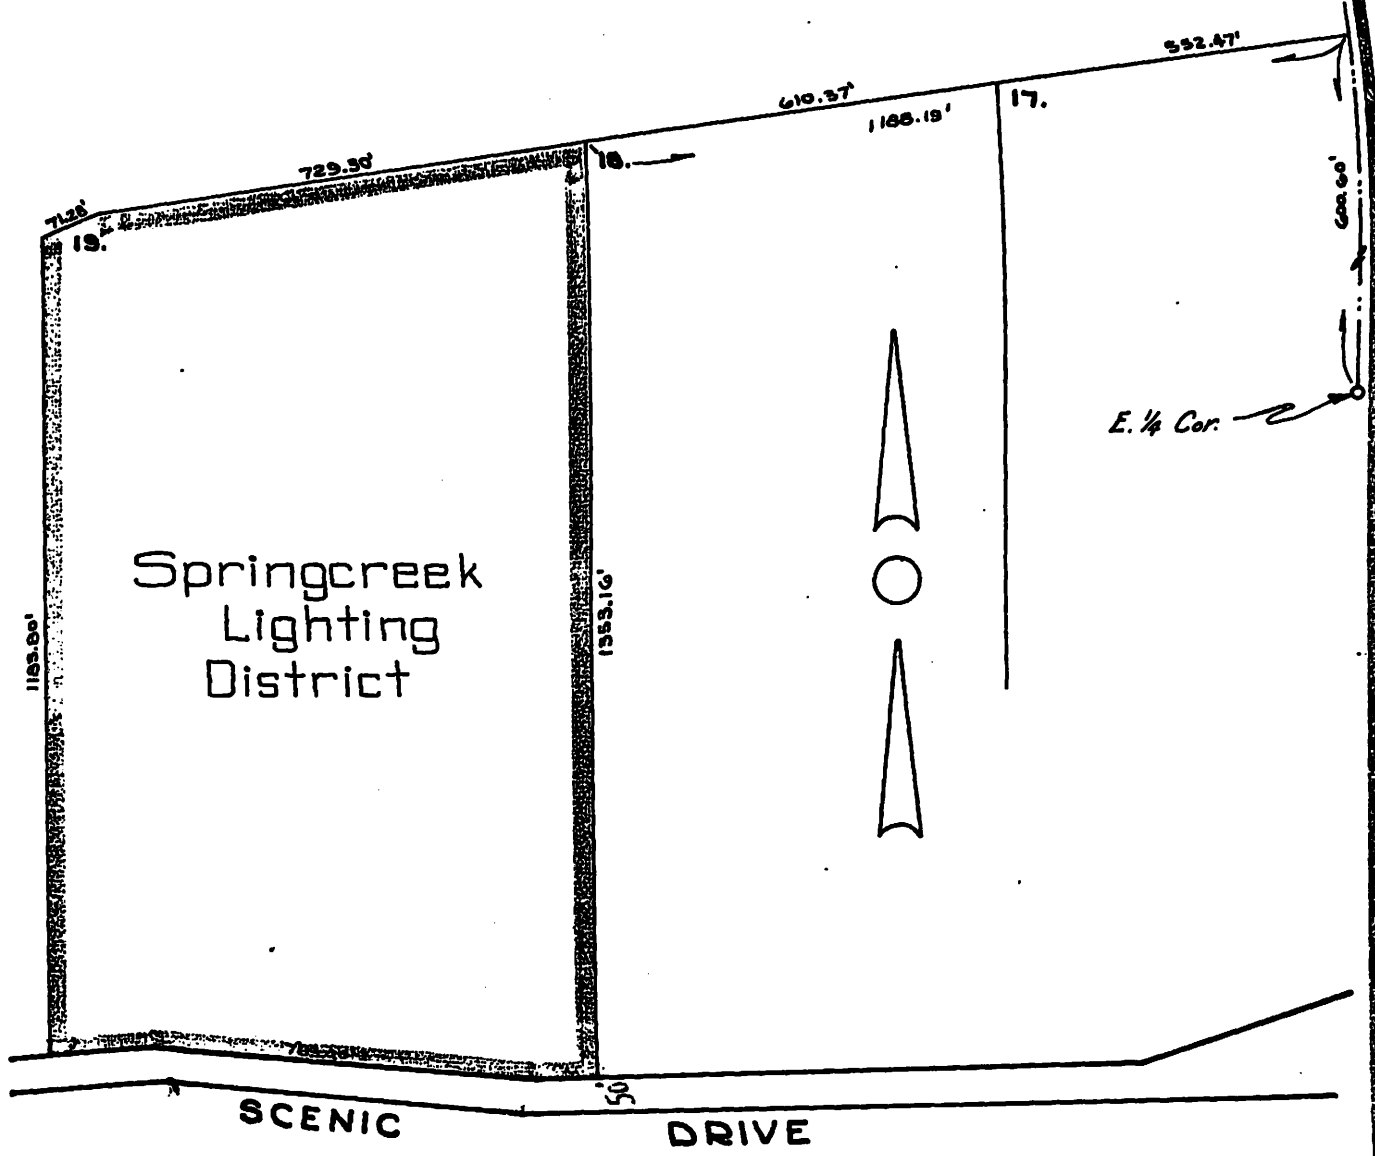 552.47'
610.37'
17.
1188.19'
729.30'
18.
71.28'
19.
600.60'
E. ¼ Cor.
Springcreek
Lighting
District
1183.80'
1353.16'
50'
SCENIC DRIVE